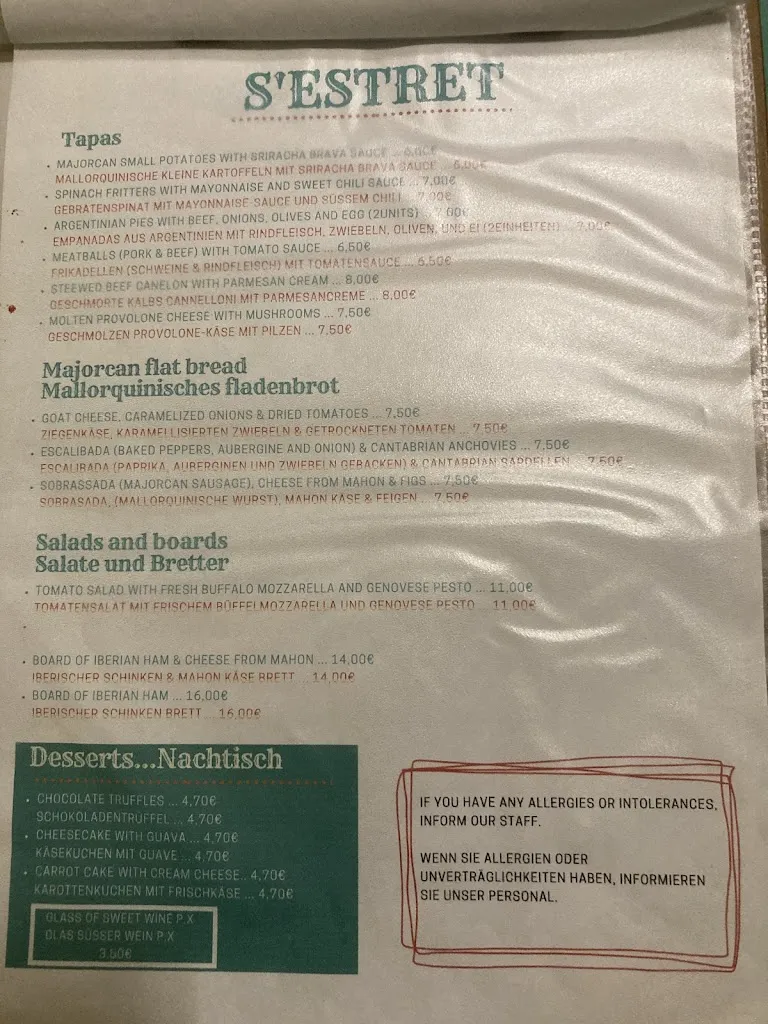 S'ESTRET
Tapas
• MAJORCAN SMALL POTATOES WITH SRIRACHA BRAVA SAUCE ... 6,00€
MALLORQUINISCHE KLEINE KARTOFFELN MIT SRIRACHA BRAVA SAUCE ... 6,00€
• SPINACH FRITTERS WITH MAYONNAISE AND SWEET CHILI SAUCE ... 7,00€
GEBRATENSPINAT MIT MAYONNAISE-SAUCE UND SÜSSEM CHILI ... 7,00€
• ARGENTINIAN PIES WITH BEEF, ONIONS, OLIVES AND EGG (2UNITS) ... 7,00€
EMPANADAS AUS ARGENTINIEN MIT RINDFLEISCH, ZWIEBELN, OLIVEN, UND EI (2EINHEITEN) ... 7,00€
• MEATBALLS (PORK & BEEF) WITH TOMATO SAUCE ... 6,50€
FRIKADELLEN (SCHWEINE & RINDFLEISCH) MIT TOMATENSAUCE ... 6,50€
• STEEWED BEEF CANELON WITH PARMESAN CREAM ... 8,00€
GESCHMORTE KALBS CANNELLONI MIT PARMESANCREME ... 8,00€
• MOLTEN PROVOLONE CHEESE WITH MUSHROOMS ... 7,50€
GESCHMOLZEN PROVOLONE-KÄSE MIT PILZEN ... 7,50€
Majorcan flat bread
Mallorquinisches fladenbrot
• GOAT CHEESE, CARAMELIZED ONIONS & DRIED TOMATOES ... 7,50€
ZIEGENKÄSE, KARAMELLISIERTEN ZWIEBELN & GETROCKNETEN TOMATEN ... 7,50€
• ESCALIBADA (BAKED PEPPERS, AUBERGINE AND ONION) & CANTABRIAN ANCHOVIES ... 7,50€
ESCALIBADA (PAPRIKA, AUBERGINEN UND ZWIEBELN GEBACKEN) & CANTABRIAN SARDELLEN ... 7,50€
• SOBRASSADA (MAJORCAN SAUSAGE), CHEESE FROM MAHON & FIGS ... 7,50€
SOBRASADA, (MALLORQUINISCHE WURST), MAHON KÄSE & FEIGEN ... 7,50€
Salads and boards
Salate und Bretter
• TOMATO SALAD WITH FRESH BUFFALO MOZZARELLA AND GENOVESE PESTO ... 11,00€
TOMATENSALAT MIT FRISCHEM BÜFFELMOZZARELLA UND GENOVESE PESTO ... 11,00€
•
• BOARD OF IBERIAN HAM & CHEESE FROM MAHON ... 14,00€
IBERISCHER SCHINKEN & MAHON KÄSE BRETT ... 14,00€
• BOARD OF IBERIAN HAM ... 16,00€
IBERISCHER SCHINKEN BRETT ... 16,00€
Desserts...Nachtisch
• CHOCOLATE TRUFFLES ... 4,70€
SCHOKOLADENTRÜFFEL ... 4,70€
• CHEESECAKE WITH GUAVA ... 4,70€
KÄSEKUCHEN MIT GUAVE ... 4,70€
• CARROT CAKE WITH CREAM CHEESE.. 4,70€
KAROTTENKUCHEN MIT FRISCHKÄSE ... 4,70€
GLASS OF SWEET WINE P.X
GLAS SÜSSER WEIN P.X
3,50€
IF YOU HAVE ANY ALLERGIES OR INTOLERANCES,
INFORM OUR STAFF.
WENN SIE ALLERGIEN ODER
UNVERTRÄGLICHKEITEN HABEN, INFORMIEREN
SIE UNSER PERSONAL.